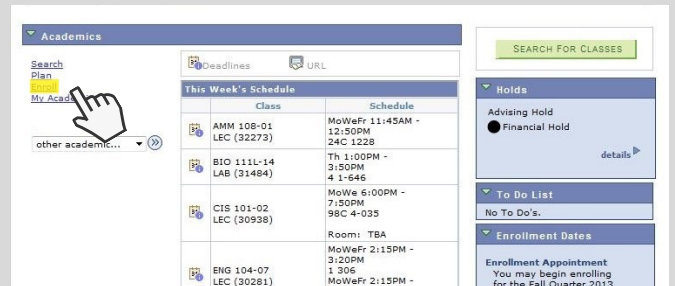 Academics
Search
Plan
Enroll
My Acade
other academic...
Deadlines
URL
This Week's Schedule
Class
Schedule
AMM 108-01
LEC (32273)
MoWeFr 11:45AM -
12:50PM
24C 1228
BIO 111L-14
LAB (31484)
Th 1:00PM -
3:50PM
4 1-646
CIS 101-02
LEC (30938)
MoWe 6:00PM -
7:50PM
98C 4-035
Room: TBA
ENG 104-07
LEC (30281)
MoWeFr 2:15PM -
3:20PM
1 306
MoWeFr 2:15PM -
SEARCH FOR CLASSES
Holds
Advising Hold
Financial Hold
details
To Do List
No To Do's.
Enrollment Dates
Enrollment Appointment
You may begin enrolling
for the Fall Quarter 2013